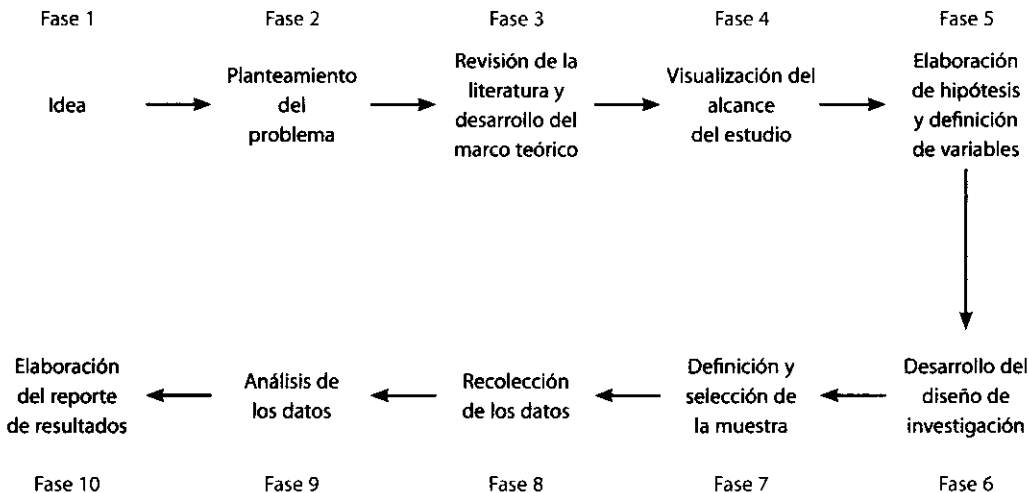 Fase 1
Fase 2
Fase 3
Fase 4
Fase 5
Idea
Planteamiento
del
problema
Revisión de la
literatura y
desarrollo del
marco teórico
Visualización del
alcance
del estudio
Elaboración
de hipótesis
y definición
de variables
Elaboración
del reporte
de resultados
Análisis de
los datos
Recolección
de los datos
Definición y
selección de
la muestra
Desarrollo del
diseño de
investigación
Fase 10
Fase 9
Fase 8
Fase 7
Fase 6